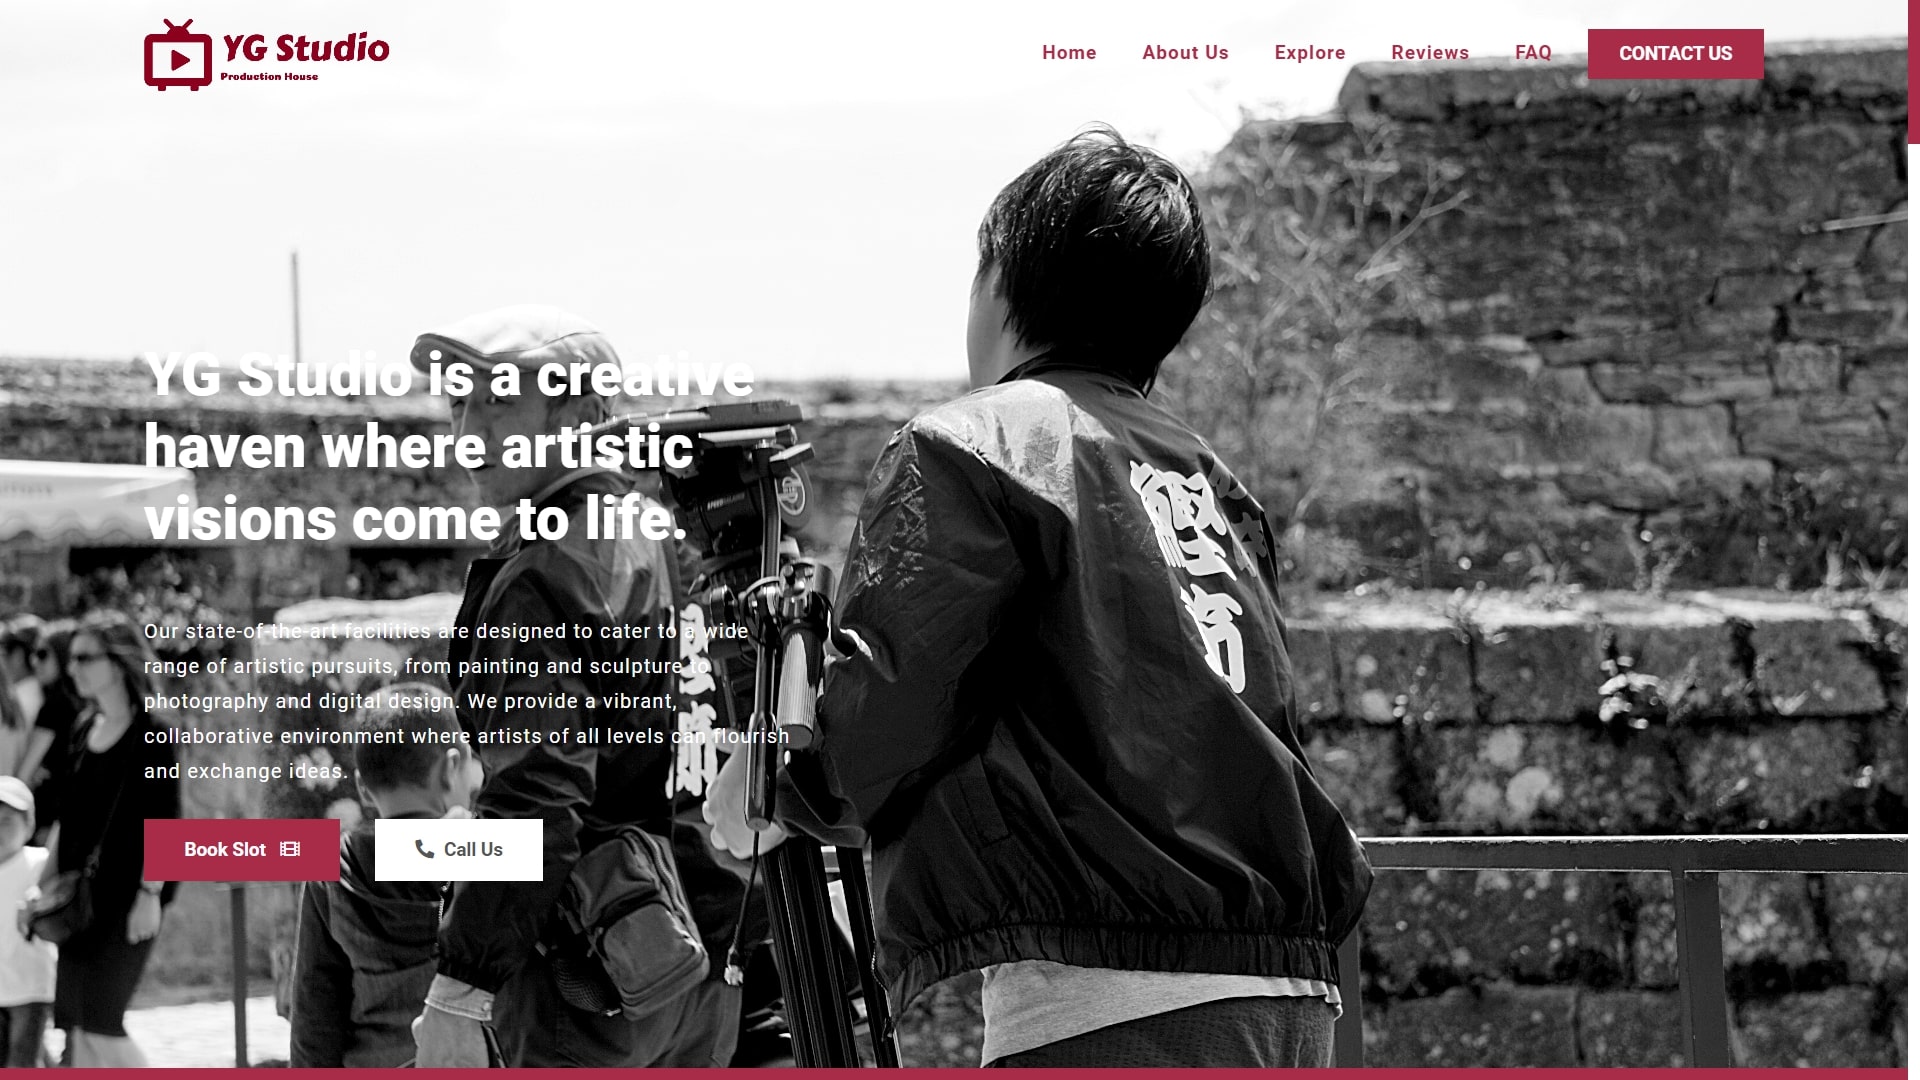 YG Studio
Production House
Home About Us Explore Reviews FAQ CONTACT US
YG Studio is a creative
haven where artistic
visions come to life.
Our state-of-the-art facilities are designed to cater to a wide
range of artistic pursuits, from painting and sculpture to
photography and digital design. We provide a vibrant,
collaborative environment where artists of all levels can flourish
and exchange ideas.
Book Slot
Call Us